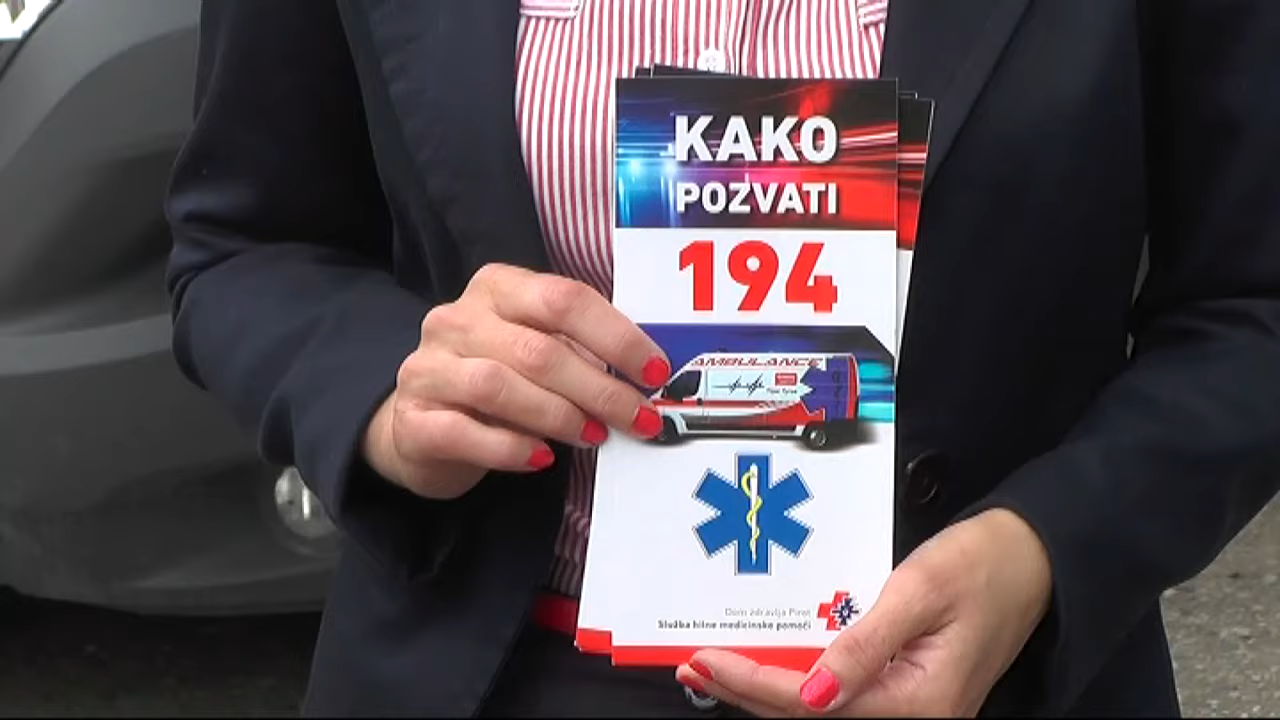 KAKO
POZVATI
194
AMBULANCE
Dom zdravlja Pirot
Služba hitne medicinske pomoći